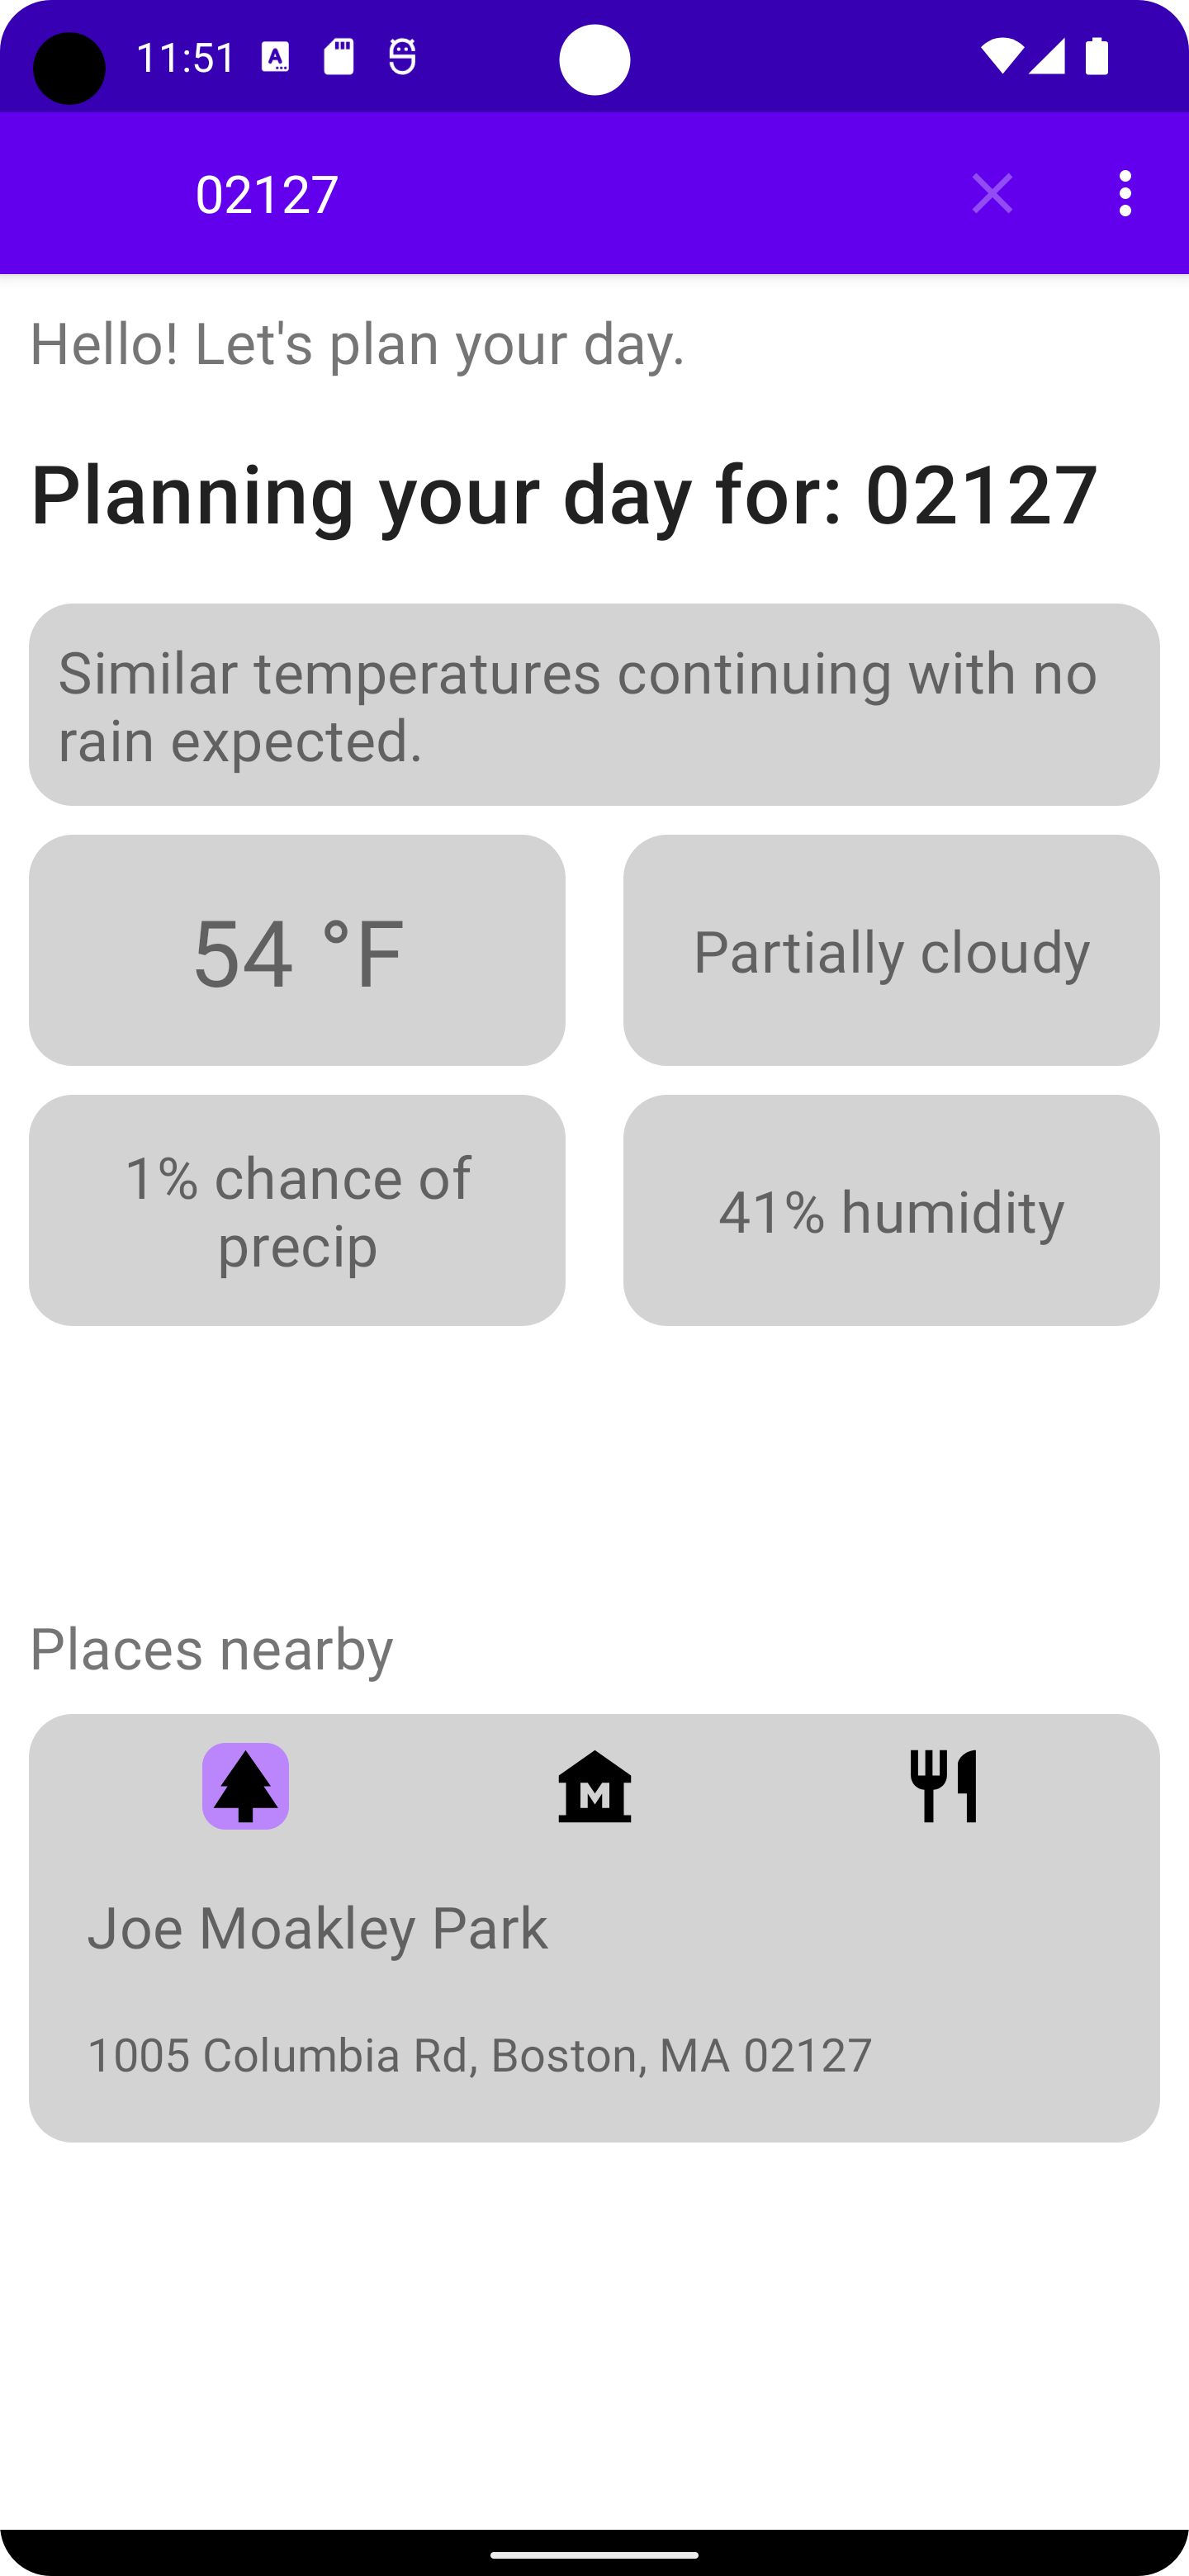 11:51
02127
Hello! Let's plan your day.
Planning your day for: 02127
Similar temperatures continuing with no
rain expected.
54 °F
Partially cloudy
1% chance of
precip
41% humidity
Places nearby
M
Joe Moakley Park
1005 Columbia Rd, Boston, MA 02127